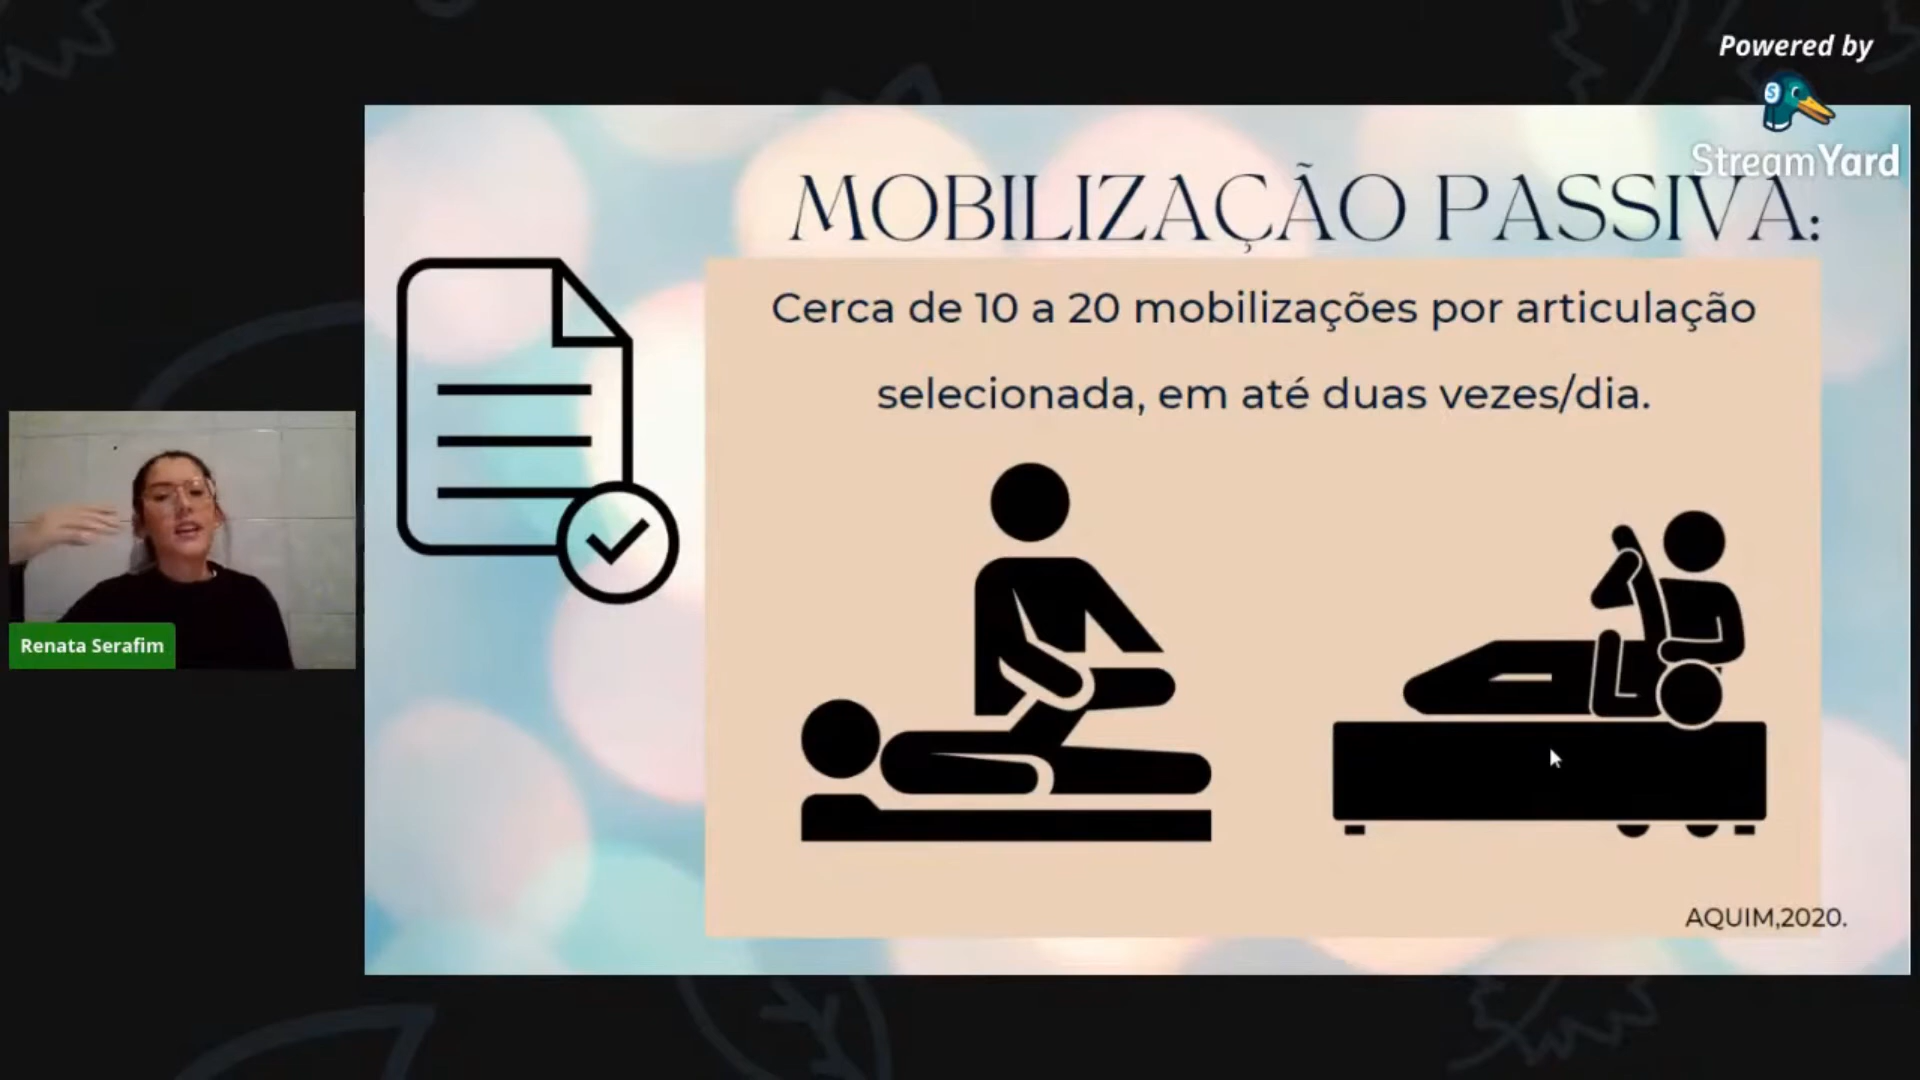 Powered by
StreamYard
MOBILIZAÇÃO PASSIVA:
Cerca de 10 a 20 mobilizações por articulação
selecionada, em até duas vezes/dia.
Renata Serafim
AQUIM,2020.